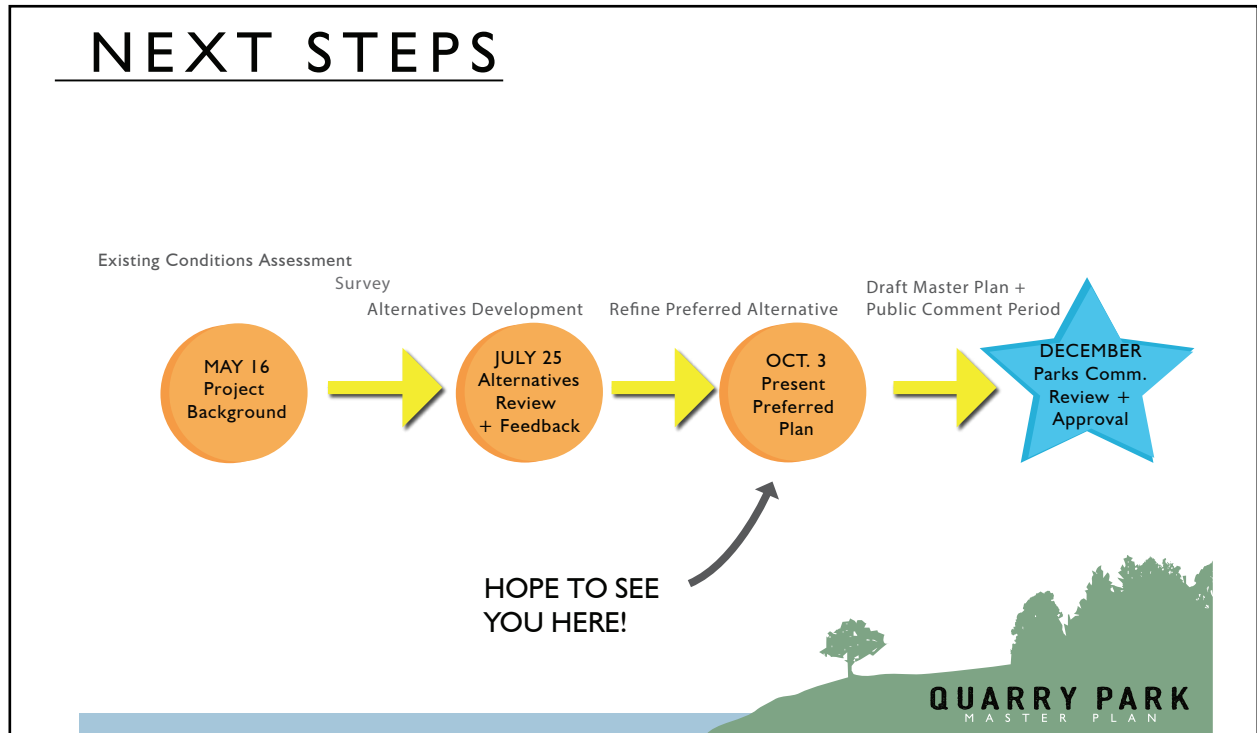 NEXT STEPS
Existing Conditions Assessment
Survey
Alternatives Development
Refine Preferred Alternative
Draft Master Plan +
Public Comment Period
MAY 16
Project
Background
JULY 25
Alternatives
Review
+ Feedback
OCT. 3
Present
Preferred
Plan
DECEMBER
Parks Comm.
Review +
Approval
HOPE TO SEE
YOU HERE!
QUARRY PARK
MASTER PLAN